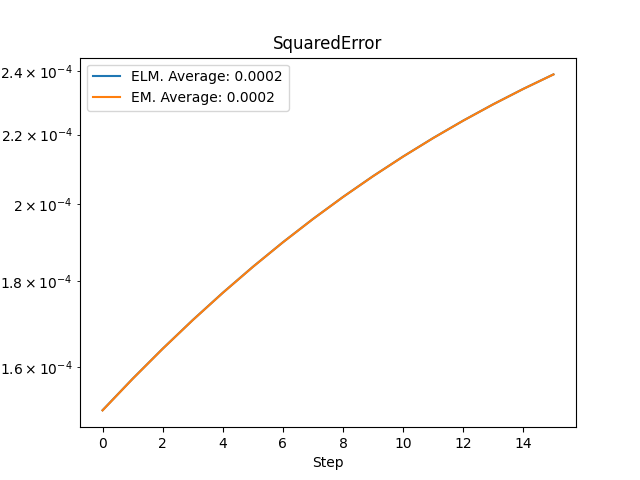 SquaredError
ELM. Average: 0.0002
EM. Average: 0.0002
2.4 × 10⁻⁴
2.2 × 10⁻⁴
2 × 10⁻⁴
1.8 × 10⁻⁴
1.6 × 10⁻⁴
0 2 4 6 8 10 12 14
Step